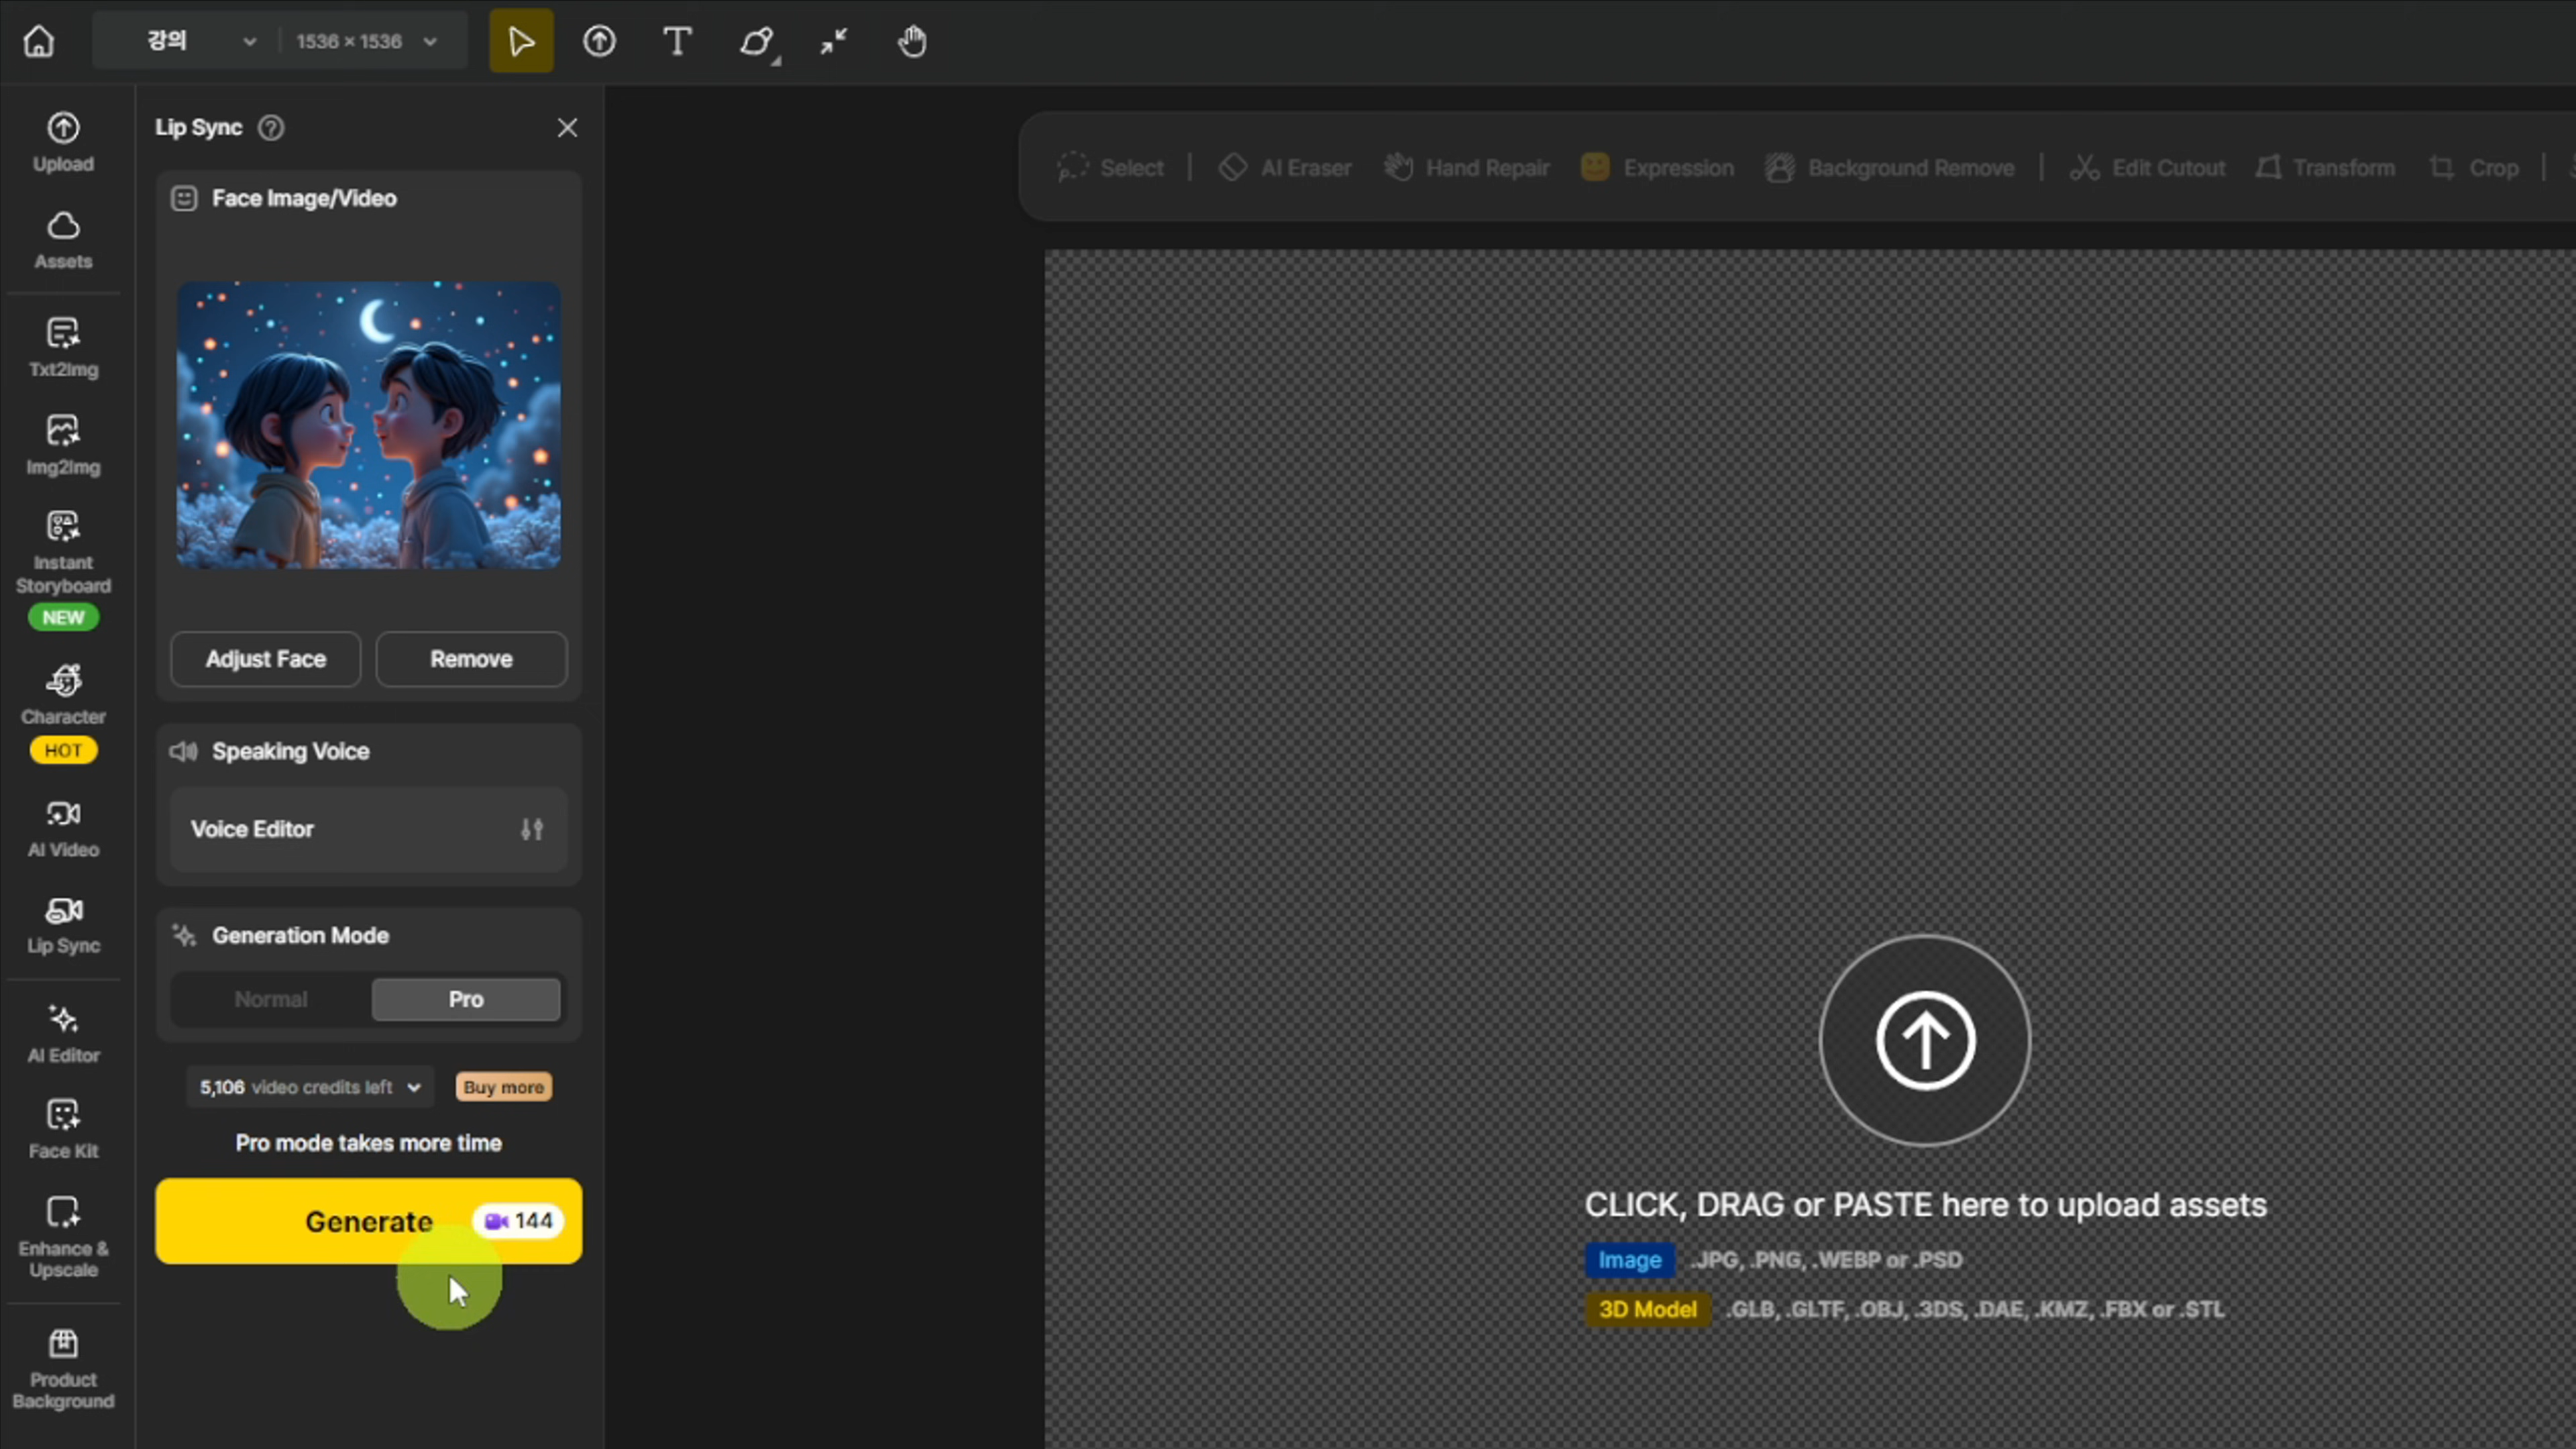 강의
1536 × 1536
T
Upload
Assets
Txt2Img
Img2Img
Instant
Storyboard
NEW
Character
HOT
AI Video
Lip Sync
AI Editor
Face Kit
Enhance &
Upscale
Product
Background
Lip Sync
Face Image/Video
Adjust Face
Remove
Speaking Voice
Voice Editor
Generation Mode
Normal
Pro
5,106 video credits left
Buy more
Pro mode takes more time
Generate
144
Select
AI Eraser
Hand Repair
Expression
Background Remove
Edit Cutout
Transform
Crop
CLICK, DRAG or PASTE here to upload assets
Image .JPG, .PNG, .WEBP or .PSD
3D Model .GLB, .GLTF, .OBJ, .3DS, .DAE, .KMZ, .FBX or .STL